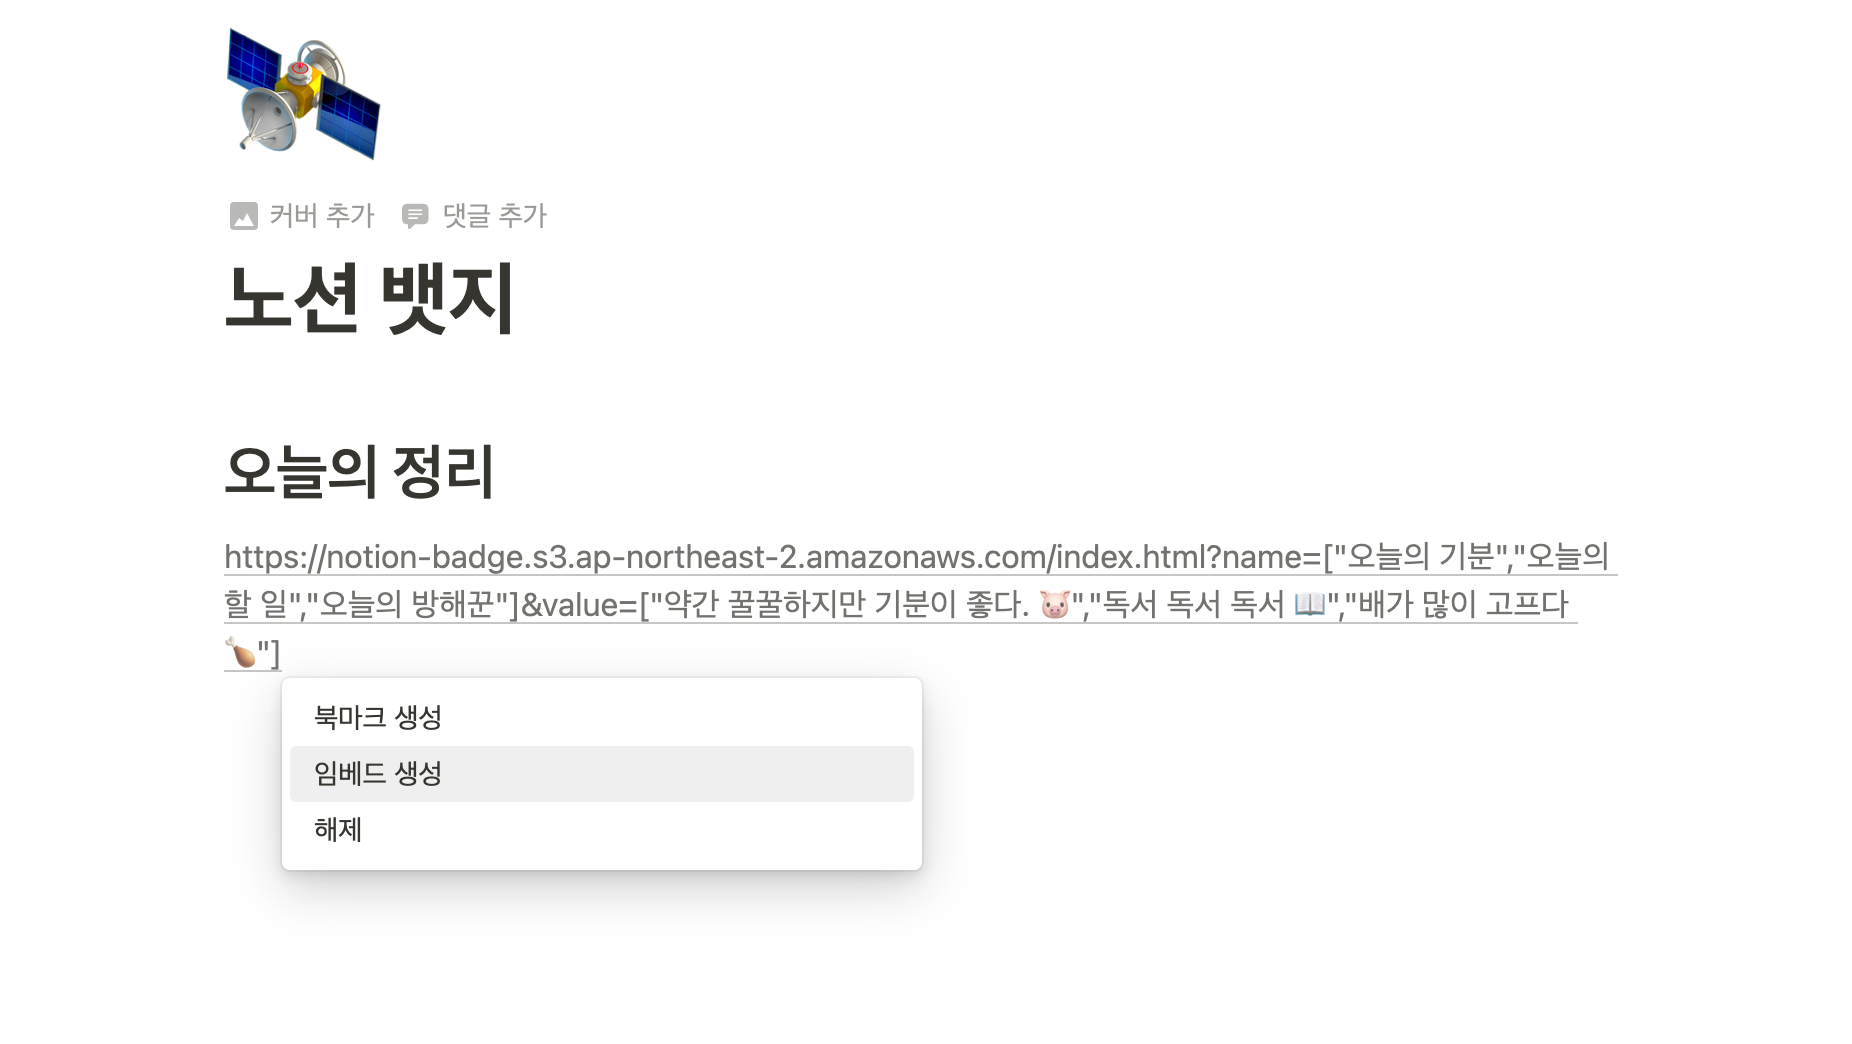 커버 추가 댓글 추가
노션 뱃지
오늘의 정리
https://notion-badge.s3.ap-northeast-2.amazonaws.com/index.html?name=["오늘의 기분","오늘의
할 일","오늘의 방해꾼"]&value=["약간 꿀꿀하지만 기분이 좋다. 🐷","독서 독서 독서 📖","배가 많이 고프다
🍗"]
북마크 생성
임베드 생성
해제